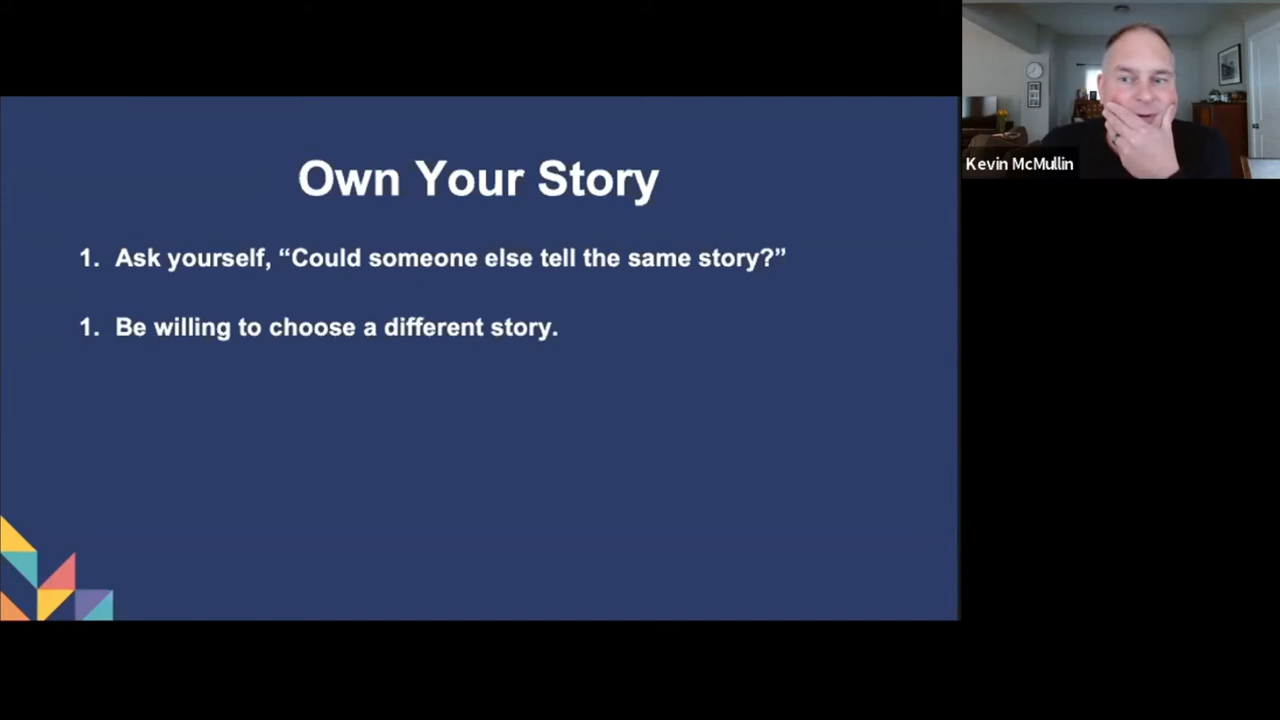 Own Your Story
1. Ask yourself, “Could someone else tell the same story?”
1. Be willing to choose a different story.
Kevin McMullin